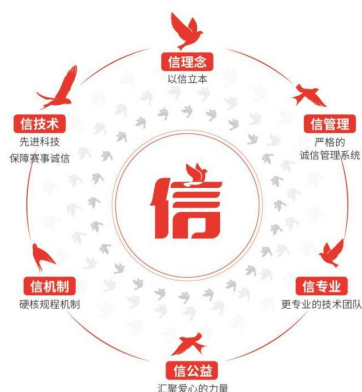 信理念
以信立本
信技术
先进科技
保障赛事诚信
信管理
严格的
诚信管理系统
信
信机制
硬核规程机制
信专业
更专业的技术团队
信公益
汇聚爱心的力量